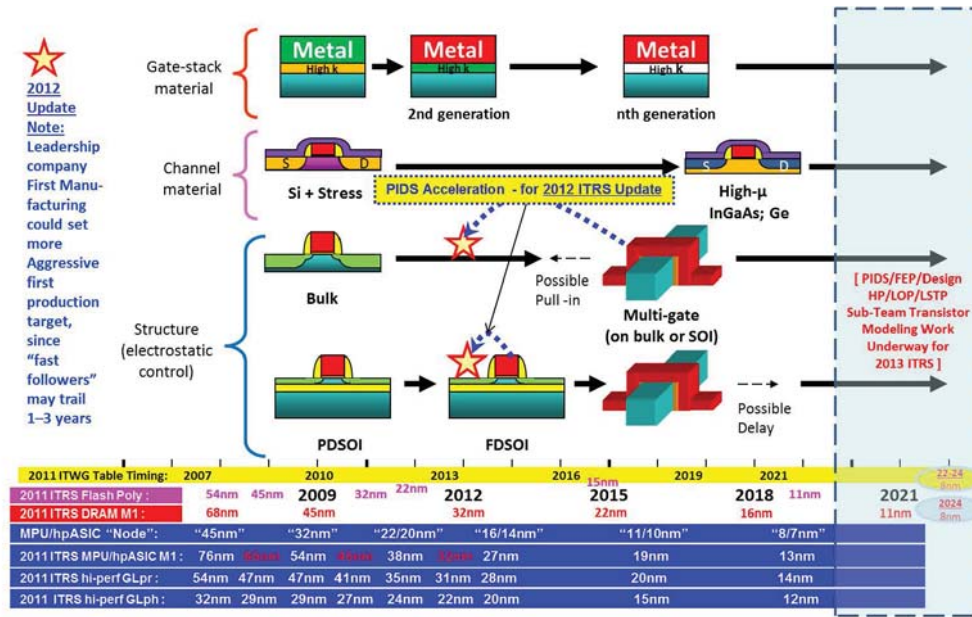 2012
Update
Note:
Leadership
company
First Manu-
facturing
could set
more
Aggressive
first
production
target,
since
“fast
followers”
may trail
1–3 years
Gate-stack
material
Metal
High k
Metal
High k
2nd generation
Metal
High k
nth generation
Channel
material
S D
Si + Stress
S D
High-μ
InGaAs; Ge
PIDS Acceleration - for 2012 ITRS Update
Structure
(electrostatic
control)
Bulk
Possible
Pull -in
Multi-gate
(on bulk or SOI)
PDSOI
FDSOI
Possible
Delay
[ PIDS/FEP/Design
HP/LOP/LSTP
Sub-Team Transistor
Modeling Work
Underway for
2013 ITRS ]
2011 ITWG Table Timing: 2007 2010 2013 2016 2019 2021 22-24
8nm
2011 ITRS Flash Poly : 54nm 45nm 2009 32nm 22nm 2012 15nm 2015 2018 11nm 2021
2011 ITRS DRAM M1 : 68nm 45nm 32nm 22nm 16nm 11nm 2024
8nm
MPU/hpASIC “Node”: “45nm” “32nm” “22/20nm” “16/14nm” “11/10nm” “8/7nm”
2011 ITRS MPU/hpASIC M1 : 76nm 54nm 38nm 27nm 19nm 13nm
2011 ITRS hi-perf GLpr : 54nm 47nm 47nm 41nm 35nm 31nm 28nm 20nm 14nm
2011 ITRS hi-perf GLph : 32nm 29nm 29nm 27nm 24nm 22nm 20nm 15nm 12nm